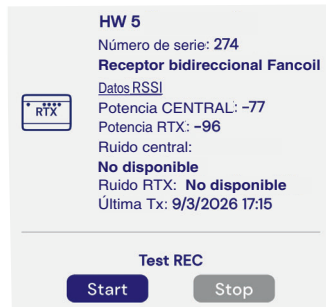 HW 5
Número de serie: 274
Receptor bidireccional Fancoil
Datos RSSI
RTX
Potencia CENTRAL: -77
Potencia RTX: -96
Ruido central:
No disponible
Ruido RTX: No disponible
Última Tx: 9/3/2026 17:15
Test REC
Start
Stop